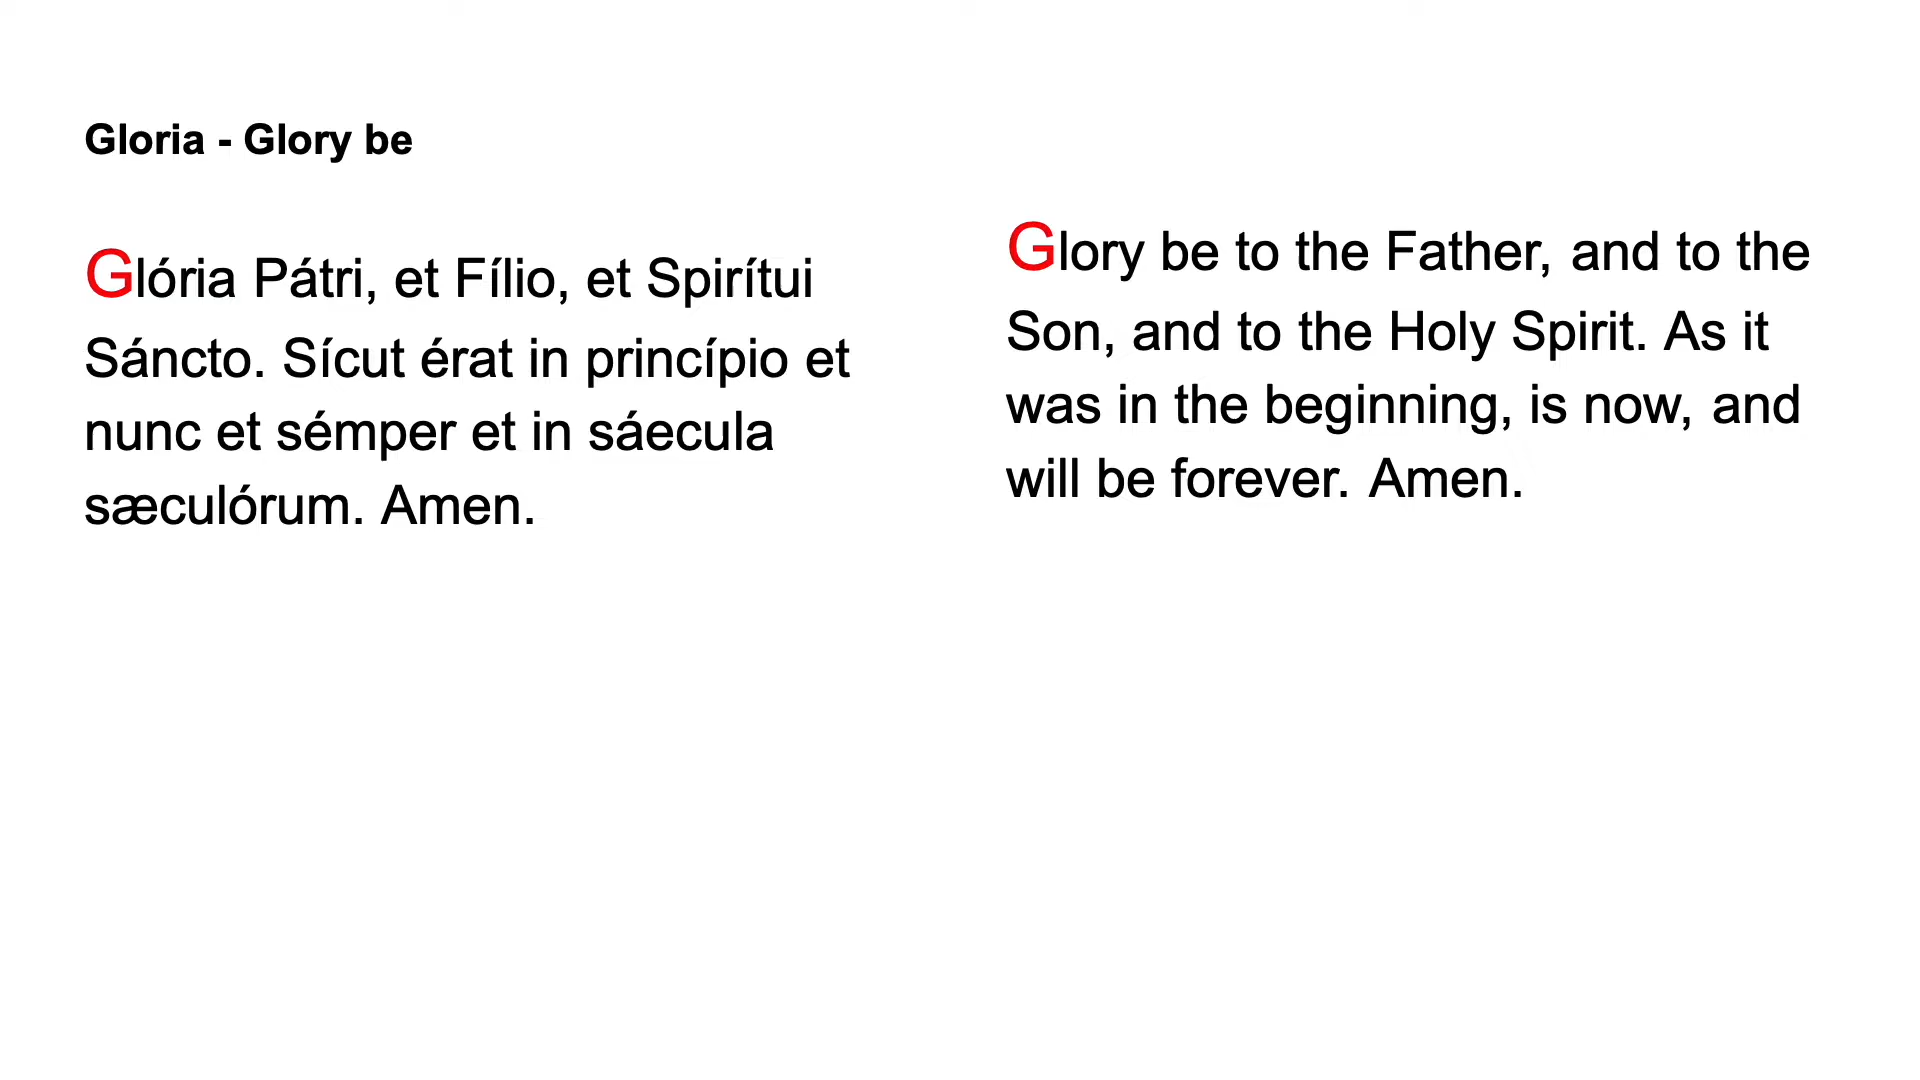 Gloria - Glory be
Glória Pátri, et Fílio, et Spirítui
Sáncto. Sícut érat in princípio et
nunc et sémper et in sáecula
sæculórum. Amen.
Glory be to the Father, and to the
Son, and to the Holy Spirit. As it
was in the beginning, is now, and
will be forever. Amen.